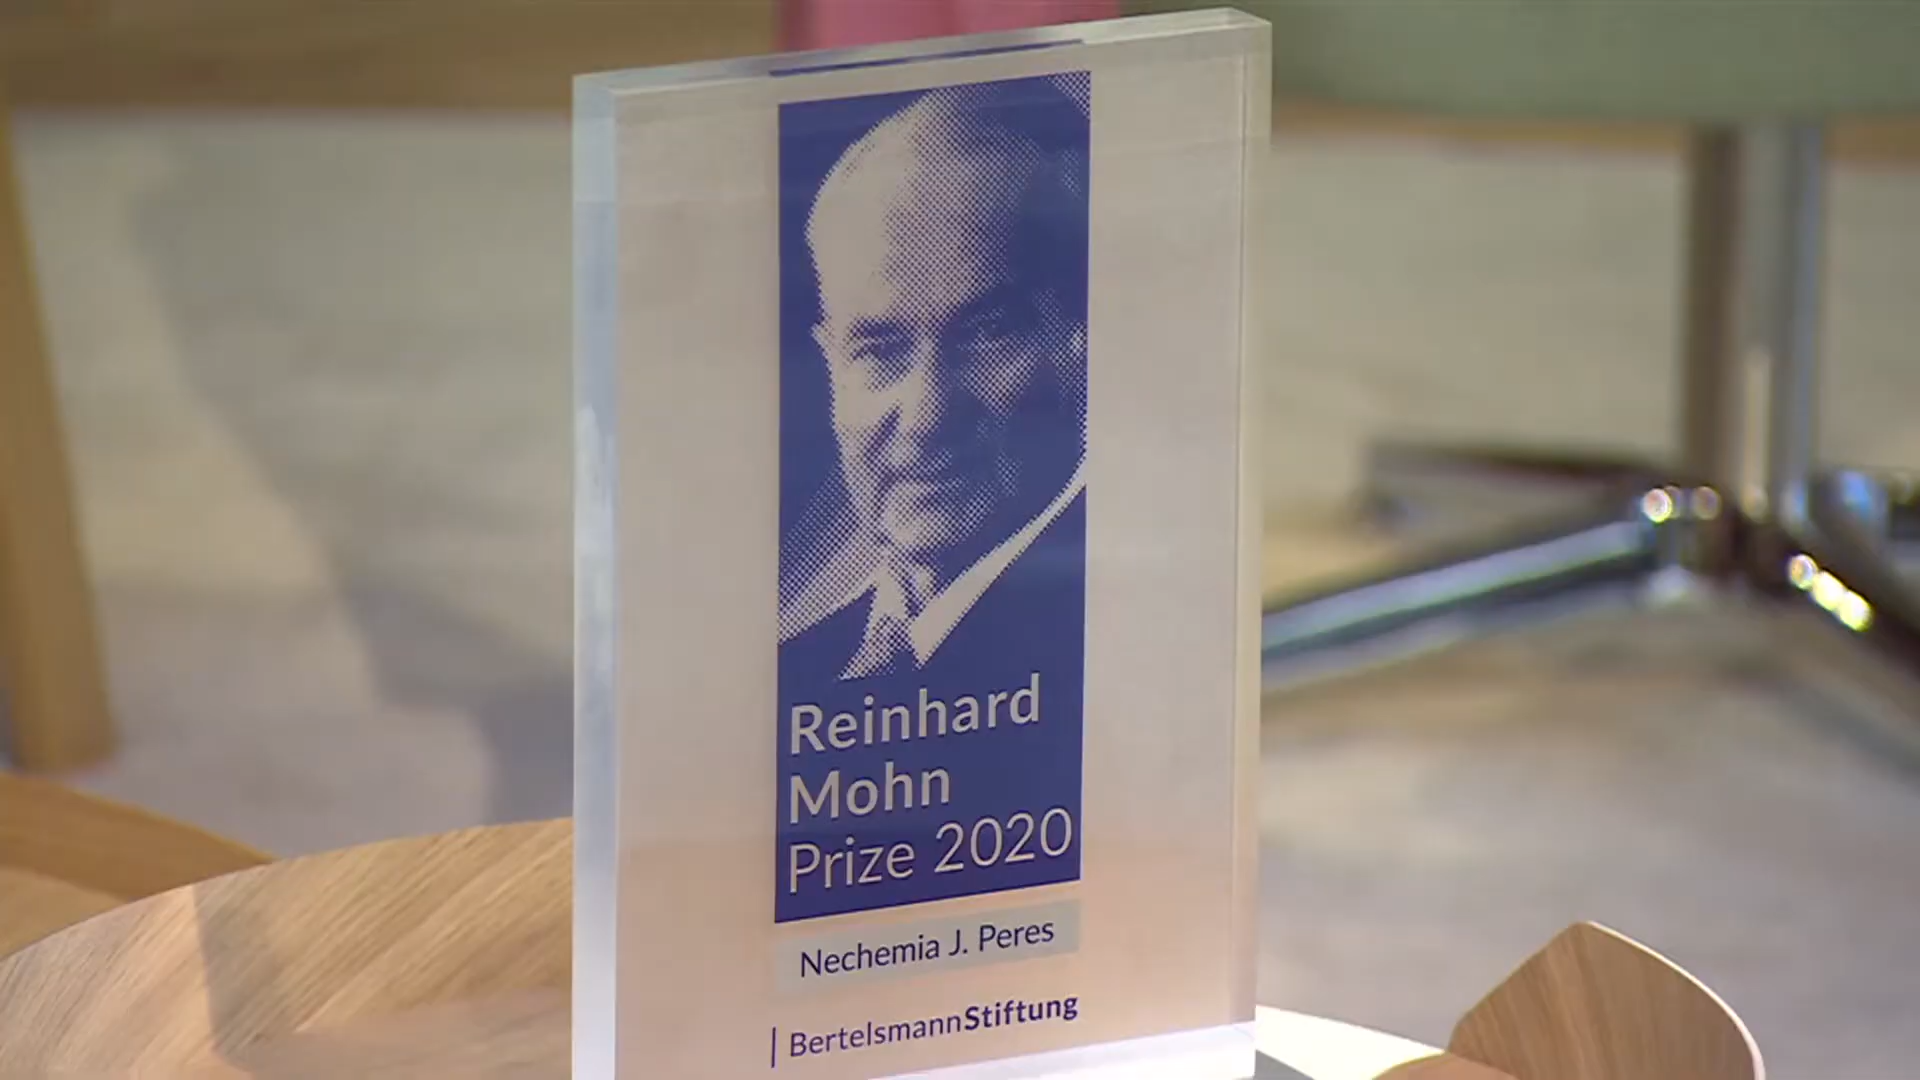 Reinhard
Mohn
Prize 2020
Nechemia J. Peres
BertelsmannStiftung